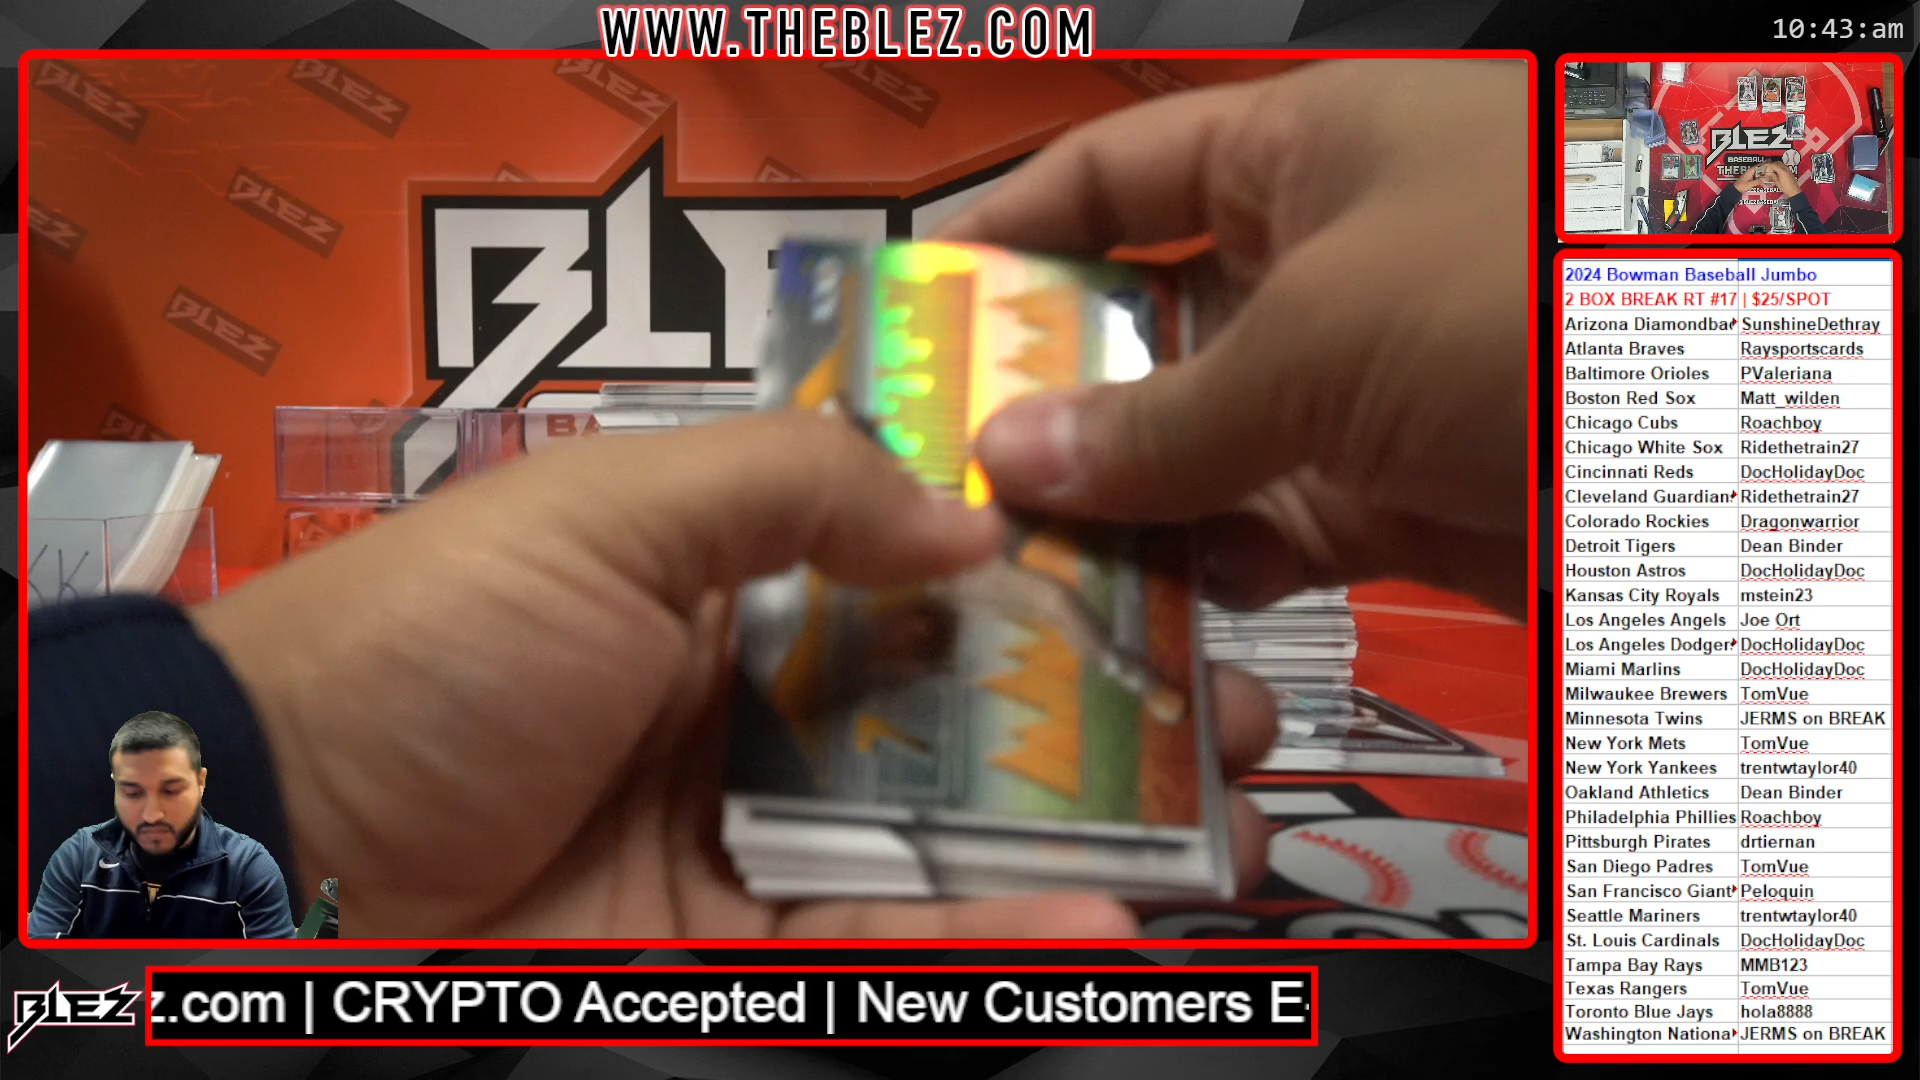 WWW.THEBLEZ.COM
10:43:am
BLEZ
BLEZ
BASEBALL
2024 Bowman Baseball Jumbo
2 BOX BREAK RT #17 | $25/SPOT
Arizona Diamondba SunshineDethray
Atlanta Braves Raysportscards
Baltimore Orioles PValeriana
Boston Red Sox Matt_wilden
Chicago Cubs Roachboy
Chicago White Sox Ridethetrain27
Cincinnati Reds DocHolidayDoc
Cleveland Guardian Ridethetrain27
Colorado Rockies Dragonwarrior
Detroit Tigers Dean Binder
Houston Astros DocHolidayDoc
Kansas City Royals mstein23
Los Angeles Angels Joe Ort
Los Angeles Dodger DocHolidayDoc
Miami Marlins DocHolidayDoc
Milwaukee Brewers TomVue
Minnesota Twins JERMS on BREAK
New York Mets TomVue
New York Yankees trentwtaylor40
Oakland Athletics Dean Binder
Philadelphia Phillies Roachboy
Pittsburgh Pirates drtiernan
San Diego Padres TomVue
San Francisco Giant Peloquin
Seattle Mariners trentwtaylor40
St. Louis Cardinals DocHolidayDoc
Tampa Bay Rays MMB123
Texas Rangers TomVue
Toronto Blue Jays hola8888
Washington Nationa JERMS on BREAK
BLEZ
z.com | CRYPTO Accepted | New Customers E